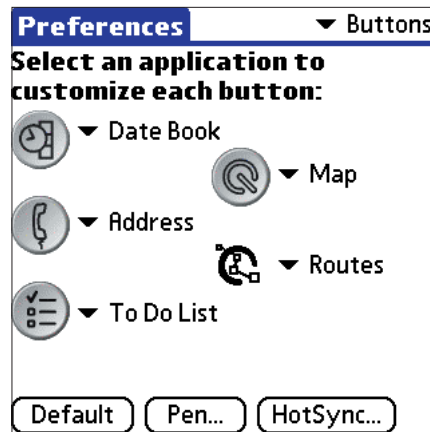 Preferences
Buttons
Select an application to
customize each button:
Date Book
Map
Address
Routes
To Do List
Default
Pen...
HotSync...